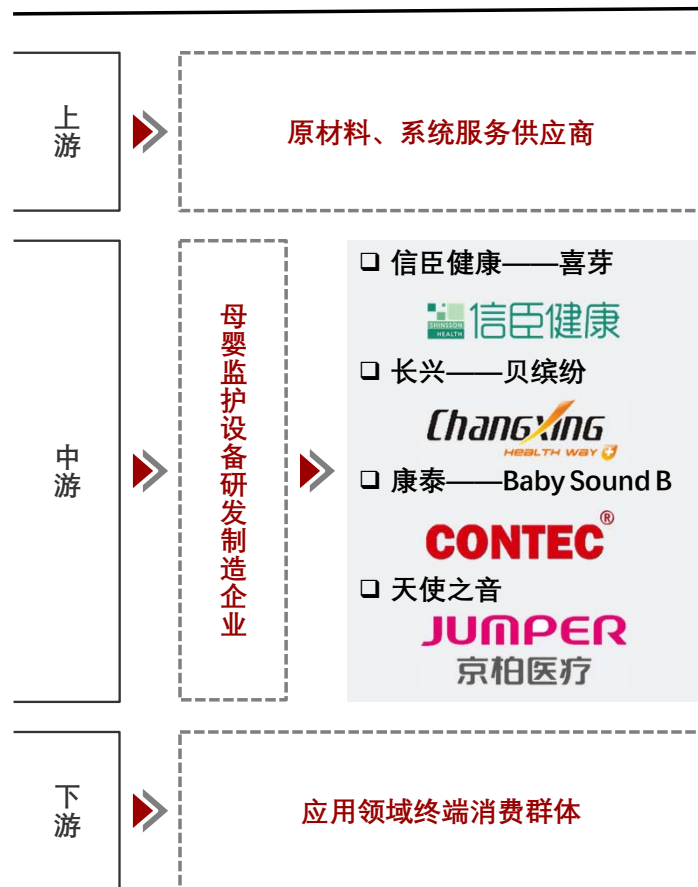 上游
原材料、系统服务供应商
中游
母婴监护设备研发制造企业
信臣健康——喜芽
SHINSSON HEALTH
信臣健康
长兴——贝缤纷
Changxing
HEALTH WAY
康泰——Baby Sound B
CONTEC®
天使之音
JUMPER
京柏医疗
下游
应用领域终端消费群体